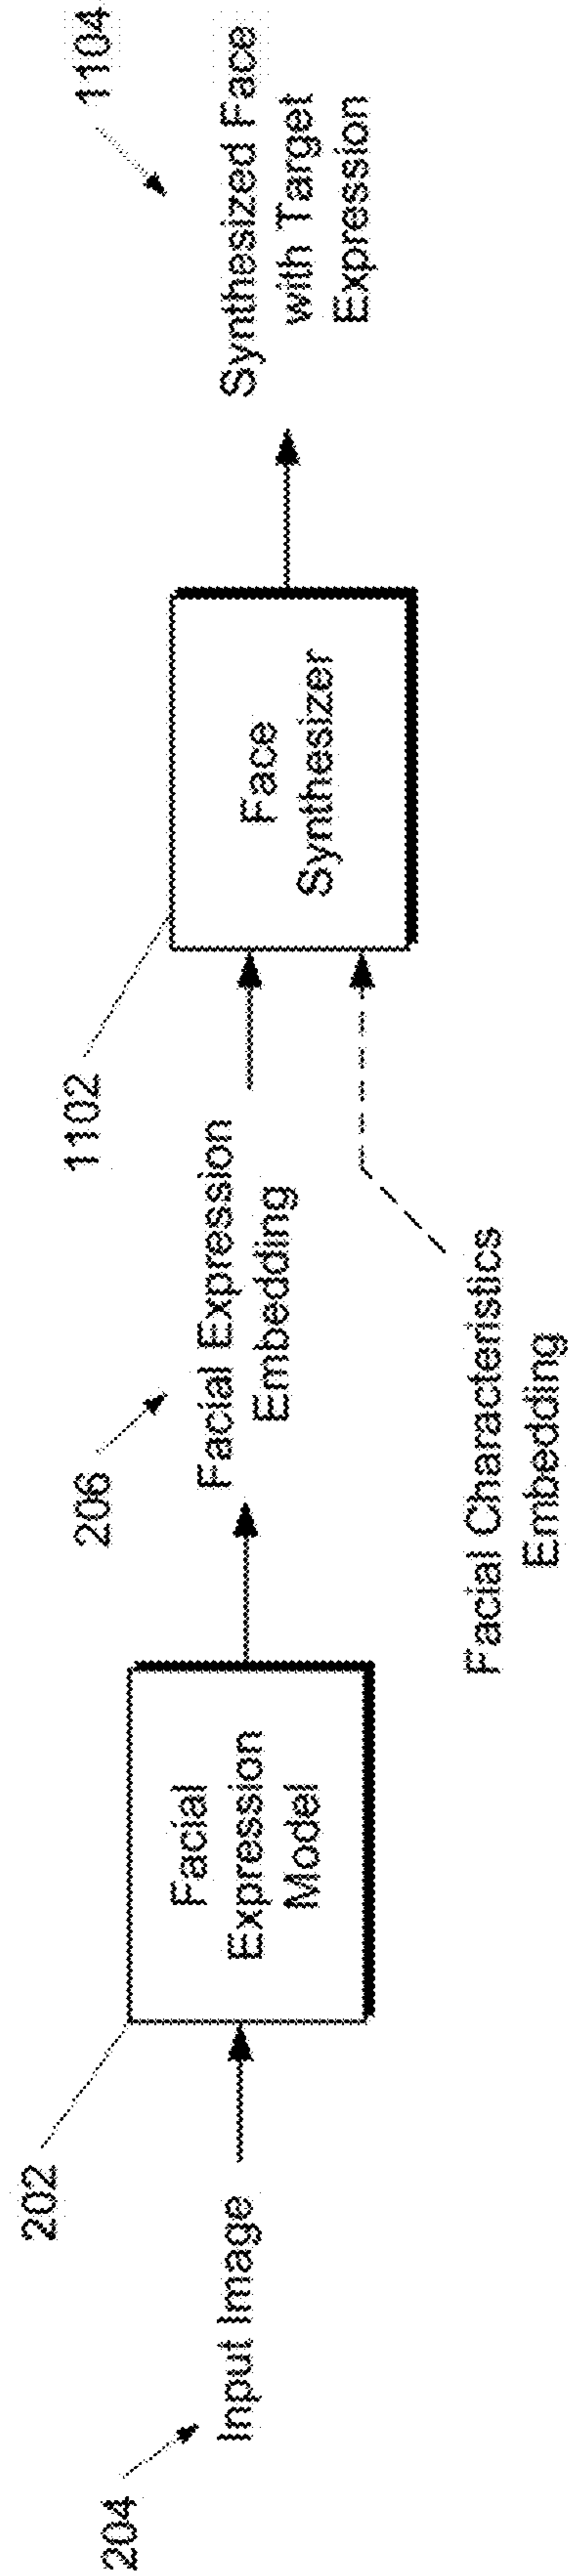 204
Input Image
202
Facial
Expression
Model
206
Facial Expression
Embedding
Facial Characteristics
Embedding
1102
Face
Synthesizer
1104
Synthesized Face
with Target
Expression